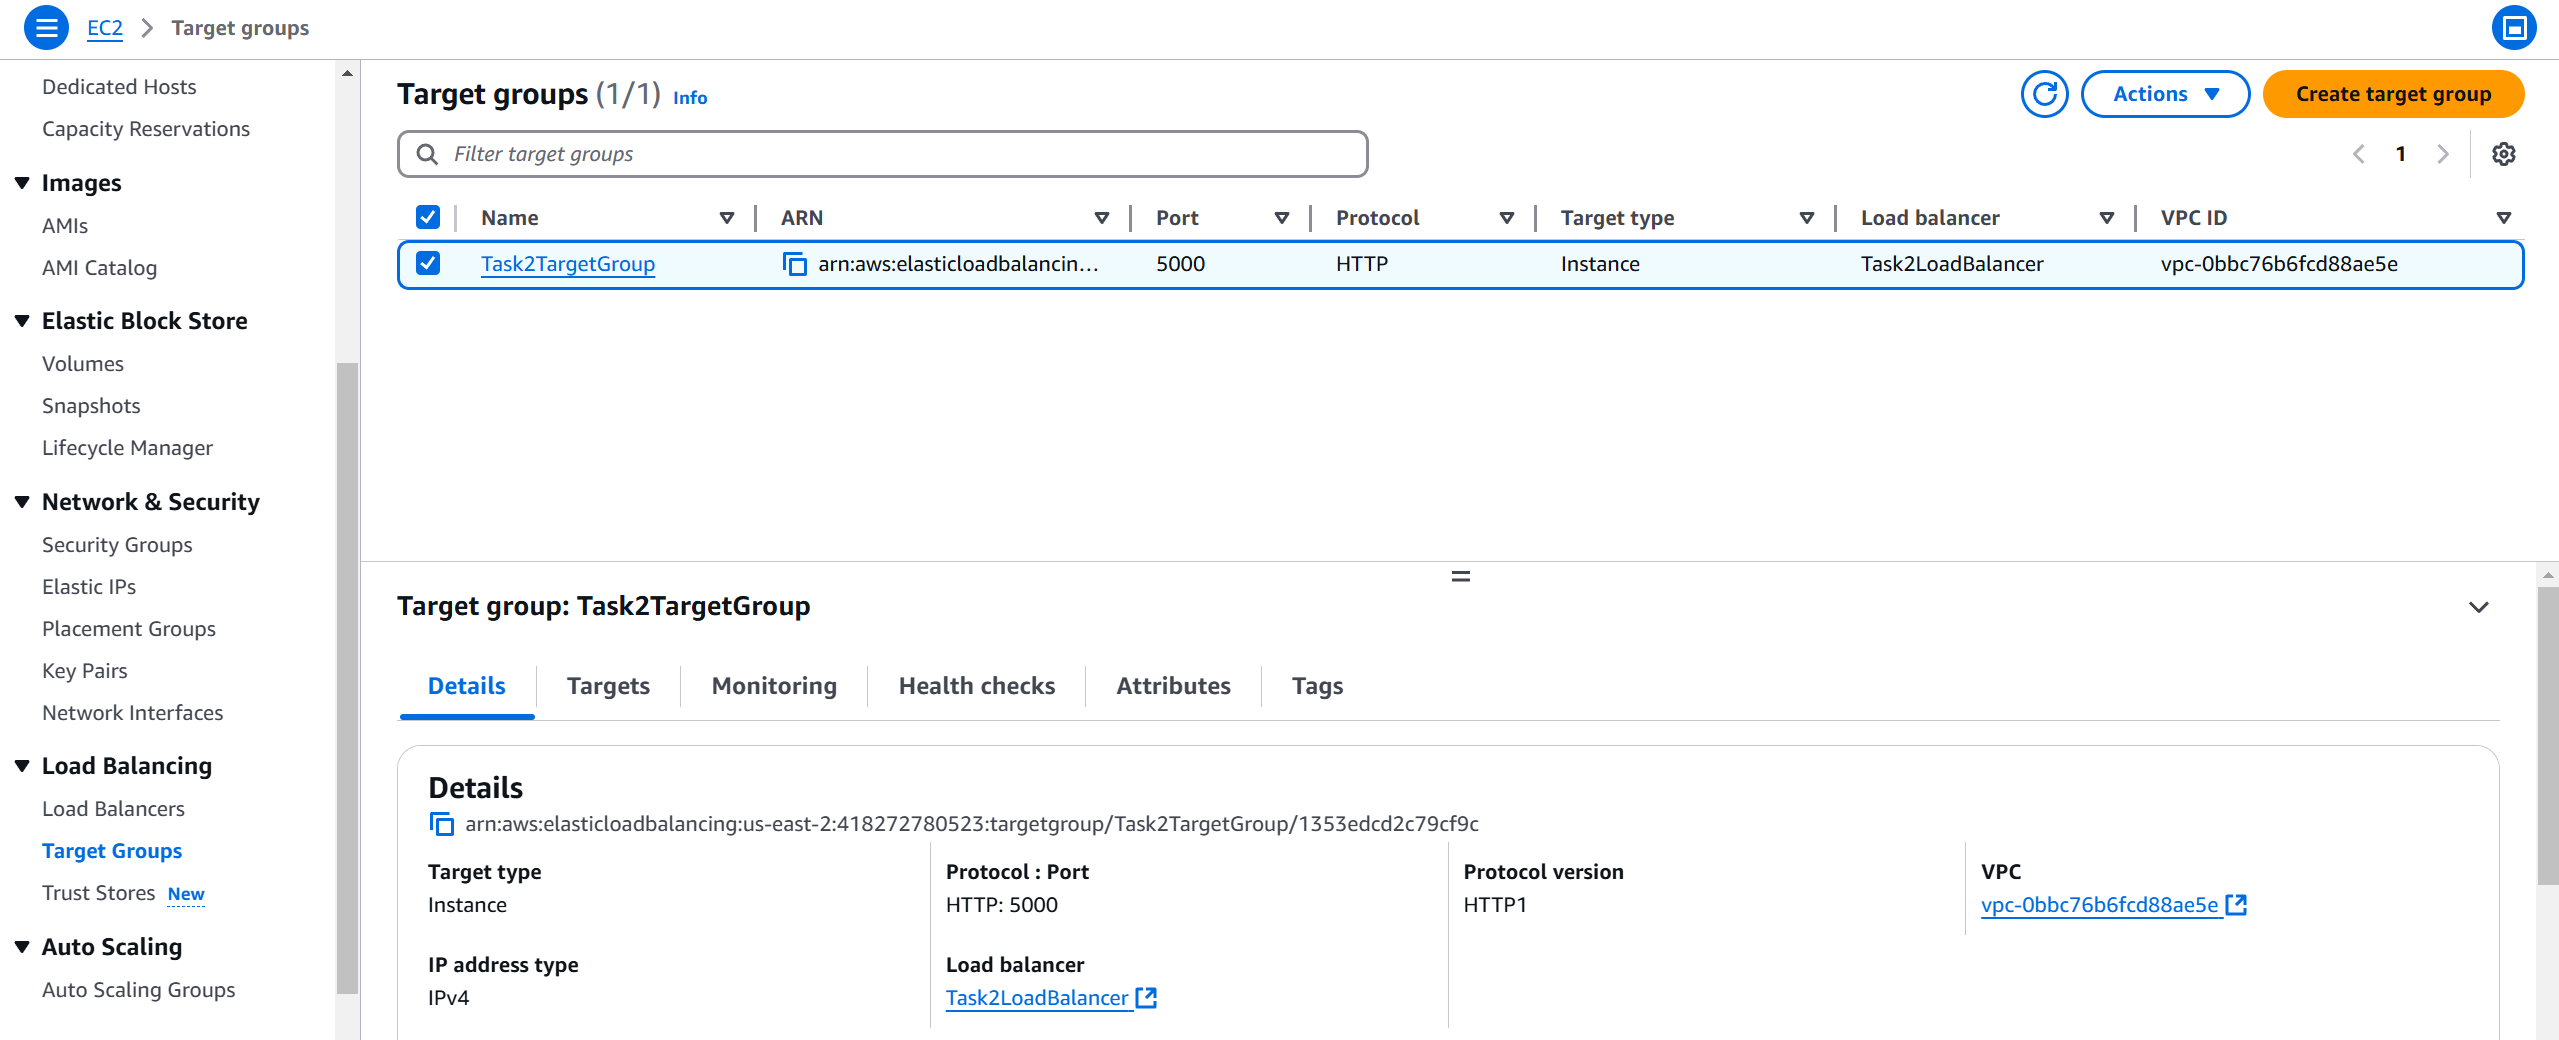 EC2 > Target groups
Dedicated Hosts
Capacity Reservations
Images
AMIs
AMI Catalog
Elastic Block Store
Volumes
Snapshots
Lifecycle Manager
Network & Security
Security Groups
Elastic IPs
Placement Groups
Key Pairs
Network Interfaces
Load Balancing
Load Balancers
Target Groups
Trust Stores New
Auto Scaling
Auto Scaling Groups
Target groups (1/1) Info
Actions
Create target group
Filter target groups
1
Name ARN Port Protocol Target type Load balancer VPC ID
Task2TargetGroup arn:aws:elasticloadbalancin... 5000 HTTP Instance Task2LoadBalancer vpc-0bbc76b6fcd88ae5e
Target group: Task2TargetGroup
Details Targets Monitoring Health checks Attributes Tags
Details
arn:aws:elasticloadbalancing:us-east-2:418272780523:targetgroup/Task2TargetGroup/1353edcd2c79cf9c
Target type Protocol : Port Protocol version VPC
Instance HTTP: 5000 HTTP1 vpc-0bbc76b6fcd88ae5e
IP address type Load balancer
IPv4 Task2LoadBalancer